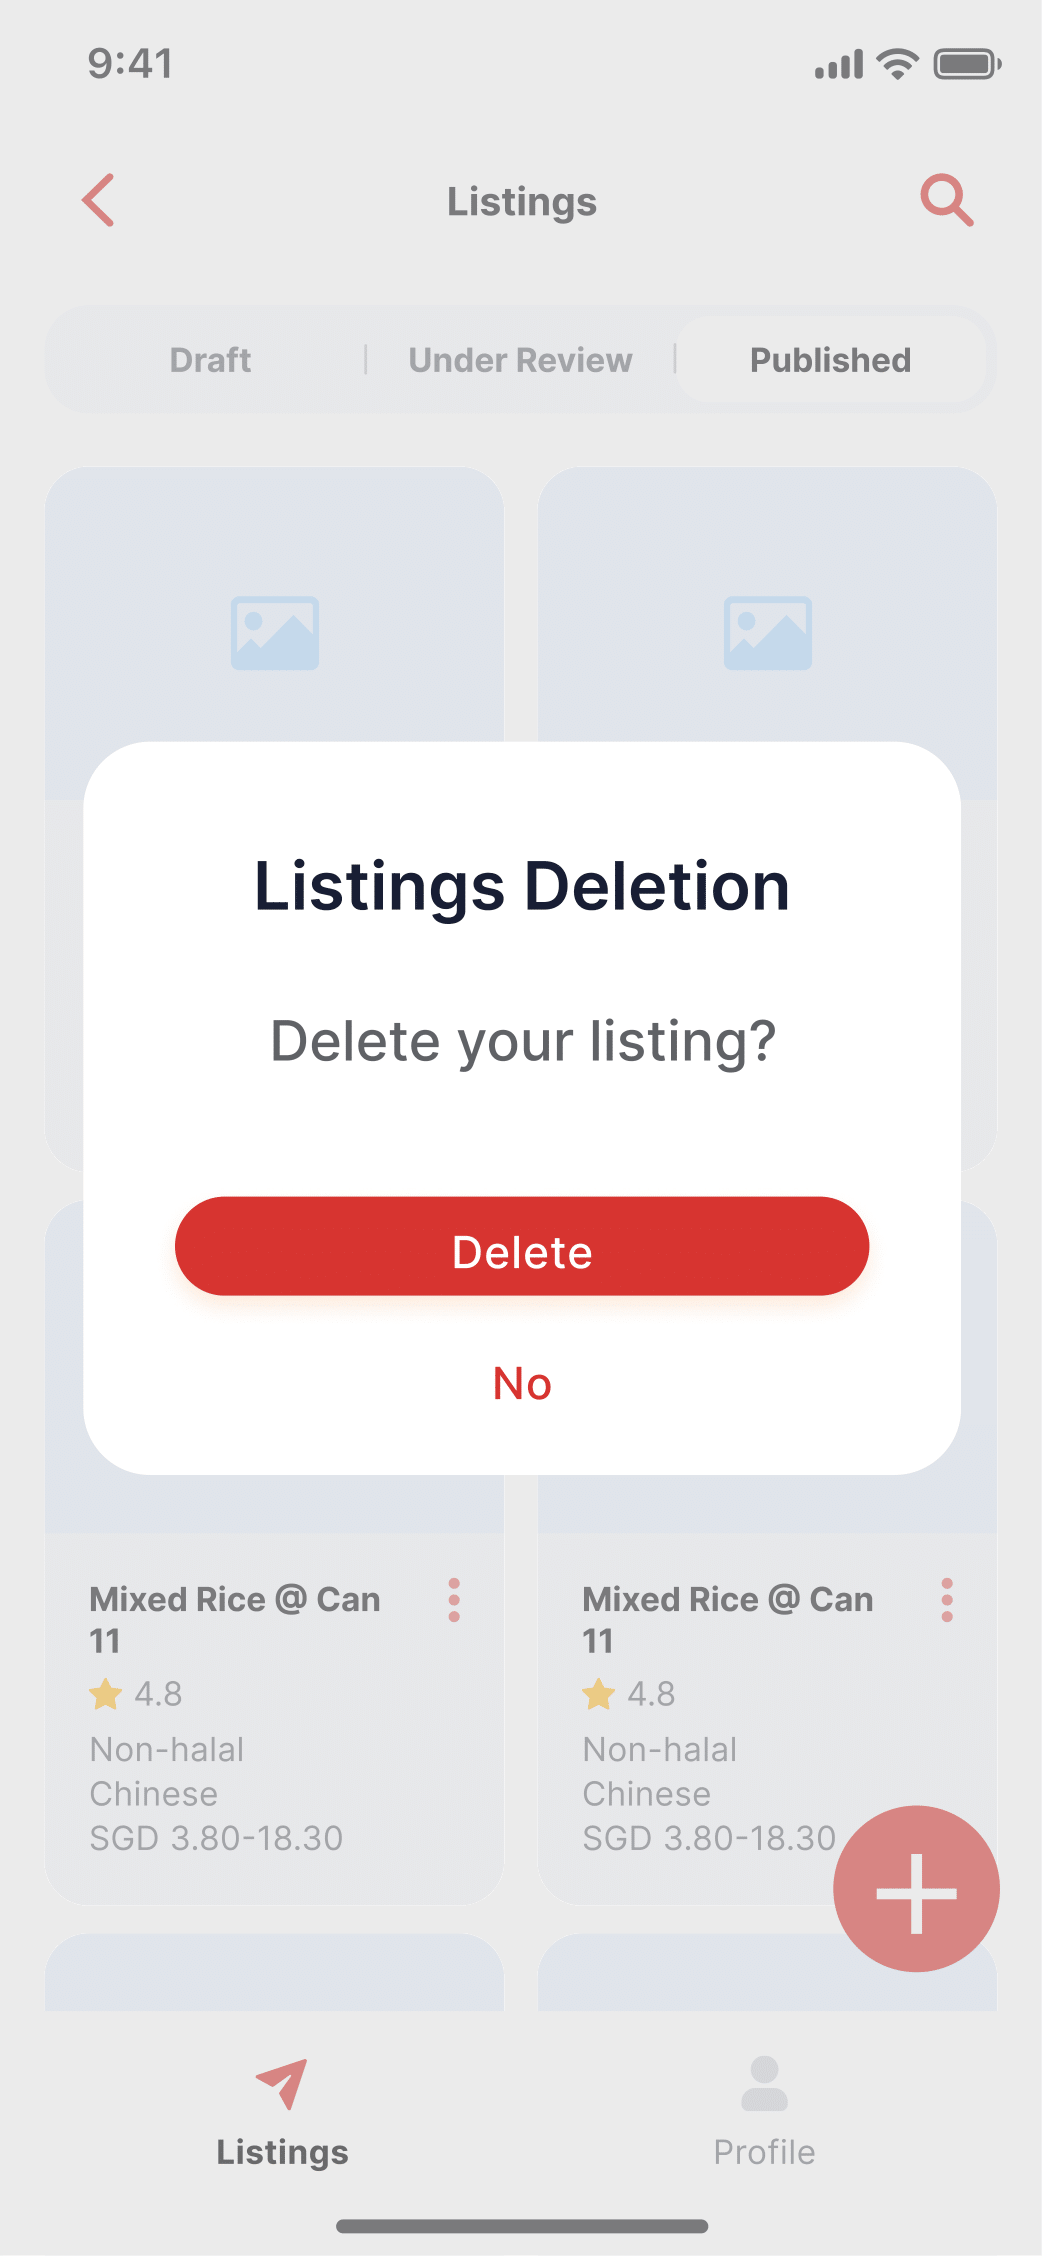 9:41
Listings
Draft
Under Review
Published
Listings Deletion
Delete your listing?
Delete
No
Mixed Rice @ Can
11
4.8
Non-halal
Chinese
SGD 3.80-18.30
Mixed Rice @ Can
11
4.8
Non-halal
Chinese
SGD 3.80-18.30
Listings
Profile